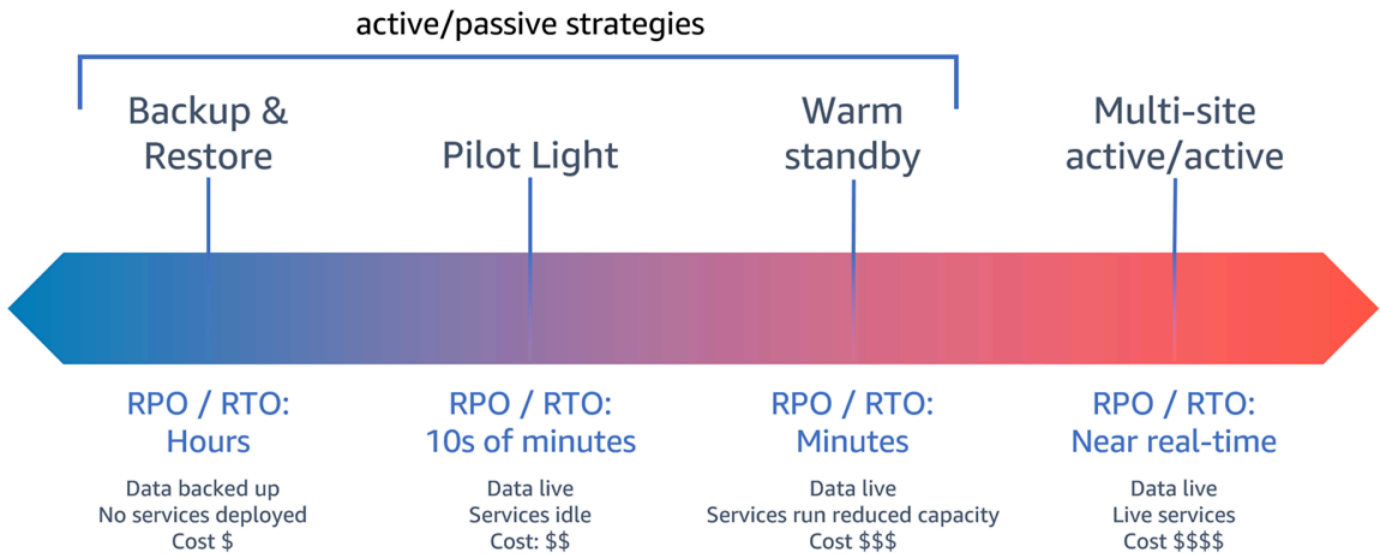 active/passive strategies
Backup &
Restore
Pilot Light
Warm
standby
Multi-site
active/active
RPO / RTO:
Hours
Data backed up
No services deployed
Cost $
RPO / RTO:
10s of minutes
Data live
Services idle
Cost: $$
RPO / RTO:
Minutes
Data live
Services run reduced capacity
Cost $$$
RPO / RTO:
Near real-time
Data live
Live services
Cost $$$$